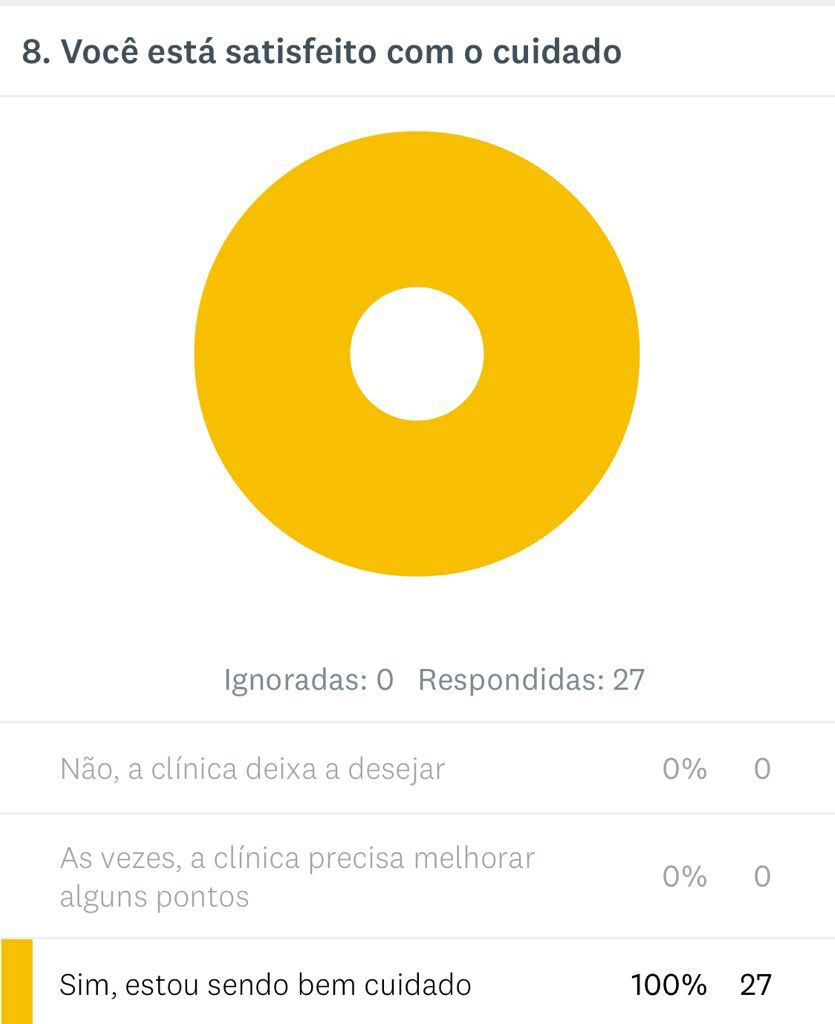 8. Você está satisfeito com o cuidado
Ignoradas: 0 Respondidas: 27
Não, a clínica deixa a desejar 0% 0
As vezes, a clínica precisa melhorar
alguns pontos 0% 0
Sim, estou sendo bem cuidado 100% 27